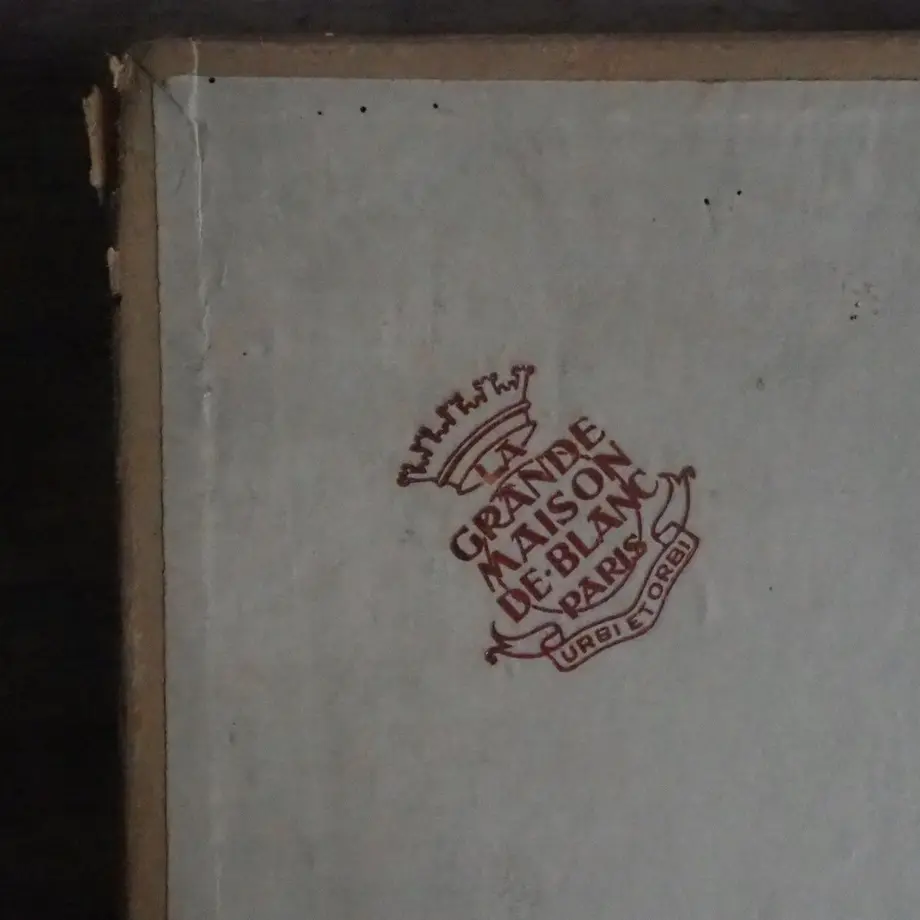 LA
GRANDE
MAISON
DE·BLANC
PARIS
URBI ET ORBI